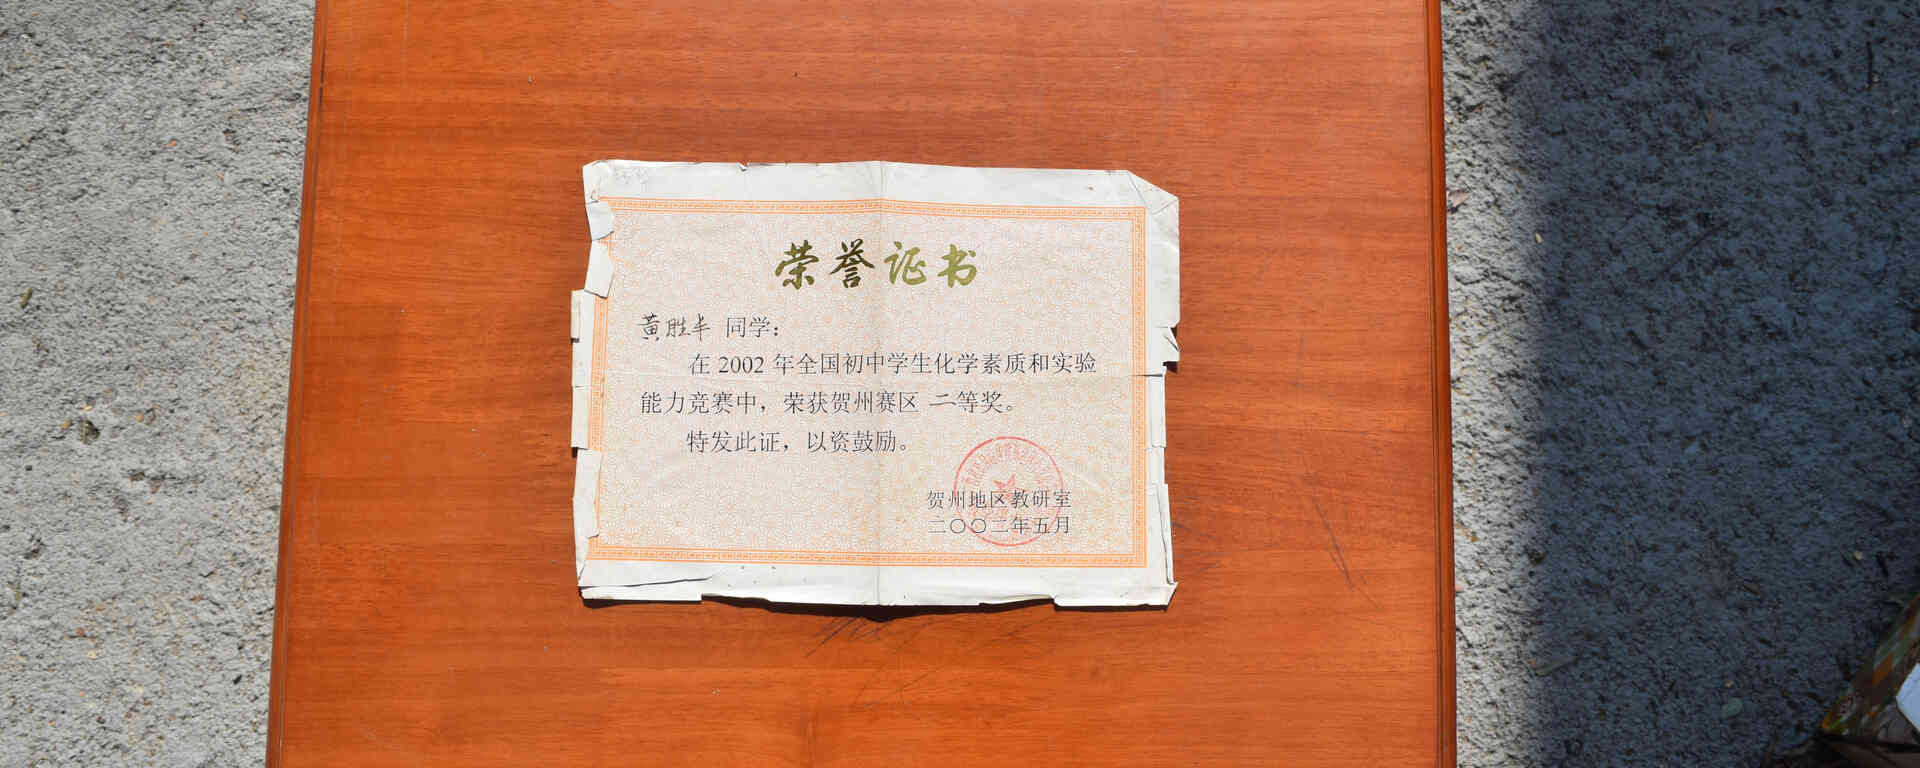 荣誉证书
黄胜丰 同学：
在 2002 年全国初中学生化学素质和实验
能力竞赛中，荣获贺州赛区 二等奖。
特发此证，以资鼓励。
贺州地区教研室
二〇〇二年五月